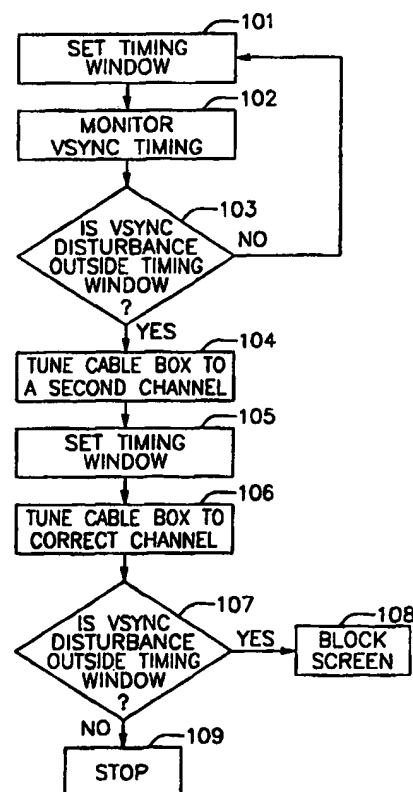 101
SET TIMING
WINDOW
102
MONITOR
VSYNC TIMING
103
IS VSYNC
DISTURBANCE
OUTSIDE TIMING
WINDOW
?
NO
YES
104
TUNE CABLE BOX TO
A SECOND CHANNEL
105
SET TIMING
WINDOW
106
TUNE CABLE BOX TO
CORRECT CHANNEL
107
IS VSYNC
DISTURBANCE
OUTSIDE TIMING
WINDOW
?
YES
108
BLOCK
SCREEN
NO
109
STOP